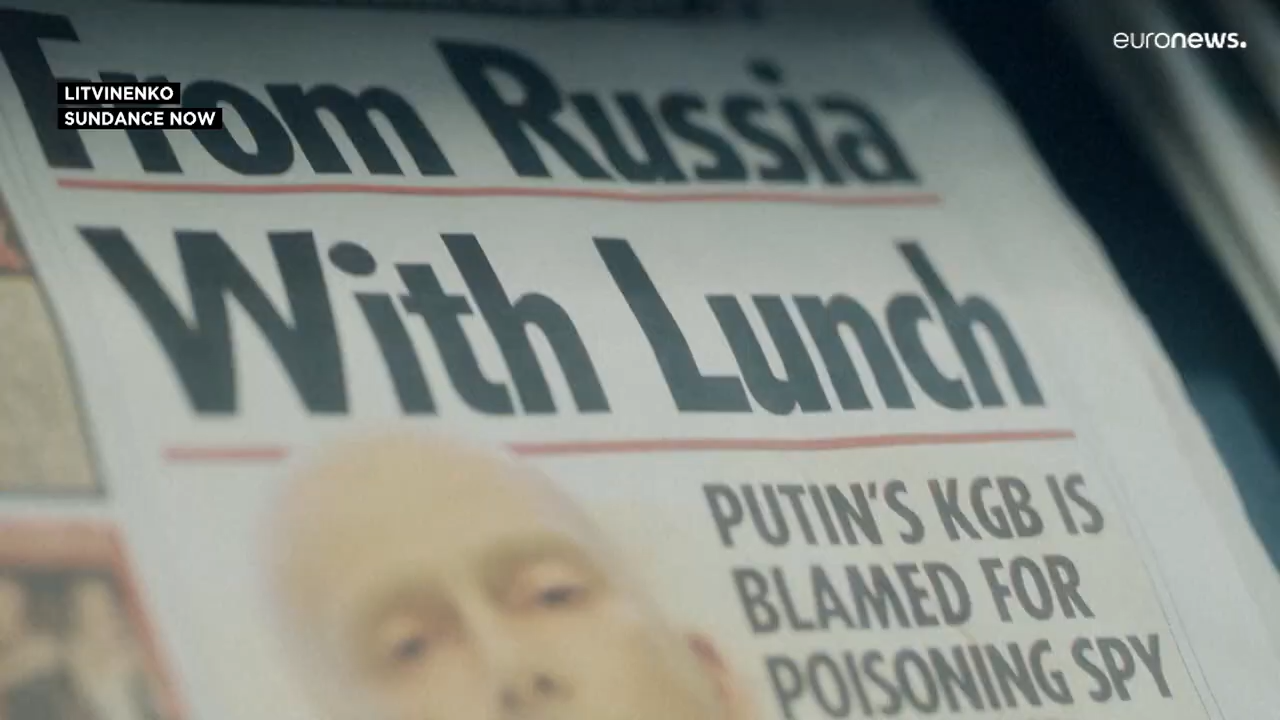 euronews.
LITVINENKO
SUNDANCE NOW
From Russia
With Lunch
PUTIN'S KGB IS
BLAMED FOR
POISONING SPY